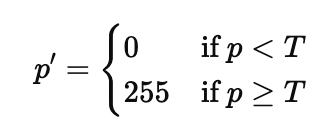 p′ = { 0 if p < T
255 if p ≥ T